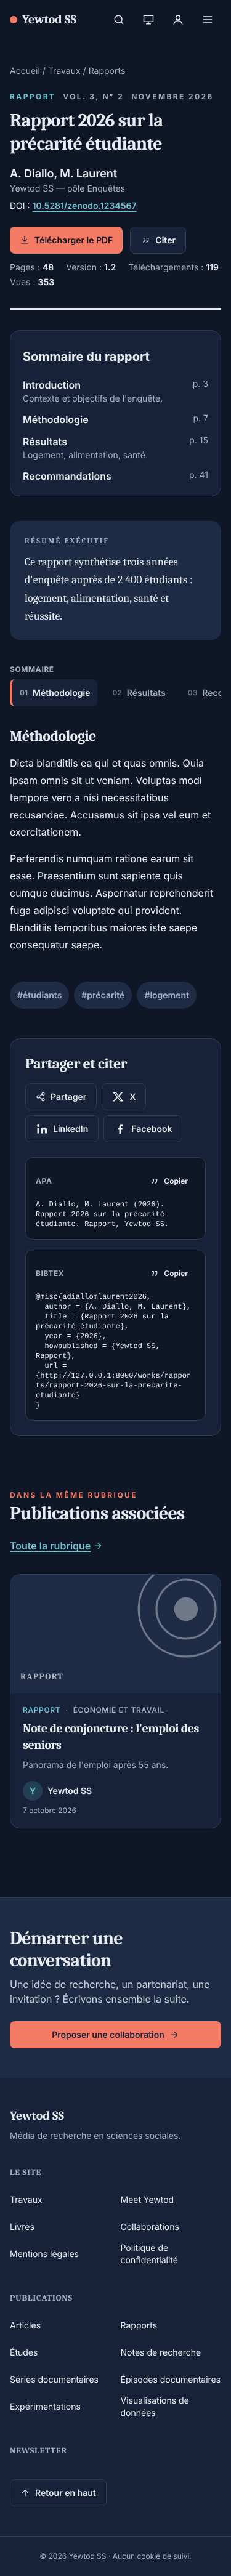 Yewtod SS
Accueil / Travaux / Rapports
RAPPORT VOL. 3, N° 2 NOVEMBRE 2026
Rapport 2026 sur la
précarité étudiante
A. Diallo, M. Laurent
Yewtod SS — pôle Enquêtes
DOI : 10.5281/zenodo.1234567
Télécharger le PDF
Citer
Pages : 48 Version : 1.2 Téléchargements : 119
Vues : 353
Sommaire du rapport
Introduction p. 3
Contexte et objectifs de l'enquête.
Méthodologie p. 7
Résultats p. 15
Logement, alimentation, santé.
Recommandations p. 41
RÉSUMÉ EXÉCUTIF
Ce rapport synthétise trois années
d'enquête auprès de 2 400 étudiants :
logement, alimentation, santé et
réussite.
SOMMAIRE
01 Méthodologie 02 Résultats 03 Reco
Méthodologie
Dicta blanditiis ea qui et quas omnis. Quia
ipsam omnis sit ut veniam. Voluptas modi
tempore vero a nisi necessitatibus
recusandae. Accusamus sit ipsa vel eum et
exercitationem.
Perferendis numquam ratione earum sit
esse. Praesentium sunt sapiente quis
cumque ducimus. Aspernatur reprehenderit
fuga adipisci voluptate qui provident.
Blanditiis temporibus maiores iste saepe
consequatur saepe.
#étudiants #précarité #logement
Partager et citer
Partager X
LinkedIn Facebook
APA Copier
A. Diallo, M. Laurent (2026).
Rapport 2026 sur la précarité
étudiante. Rapport, Yewtod SS.
BIBTEX Copier
@misc{adiallomlaurent2026,
author = {A. Diallo, M. Laurent},
title = {Rapport 2026 sur la
précarité étudiante},
year = {2026},
howpublished = {Yewtod SS,
Rapport},
url =
{http://127.0.0.1:8000/works/rappor
ts/rapport-2026-sur-la-precarite-
etudiante}
}
DANS LA MÊME RUBRIQUE
Publications associées
Toute la rubrique →
RAPPORT
RAPPORT · ÉCONOMIE ET TRAVAIL
Note de conjoncture : l'emploi des
seniors
Panorama de l'emploi après 55 ans.
Y Yewtod SS
7 octobre 2026
Démarrer une
conversation
Une idée de recherche, un partenariat, une
invitation ? Écrivons ensemble la suite.
Proposer une collaboration →
Yewtod SS
Média de recherche en sciences sociales.
LE SITE
Travaux Meet Yewtod
Livres Collaborations
Mentions légales Politique de
confidentialité
PUBLICATIONS
Articles Rapports
Études Notes de recherche
Séries documentaires Épisodes documentaires
Expérimentations Visualisations de
données
NEWSLETTER
↑ Retour en haut
© 2026 Yewtod SS · Aucun cookie de suivi.